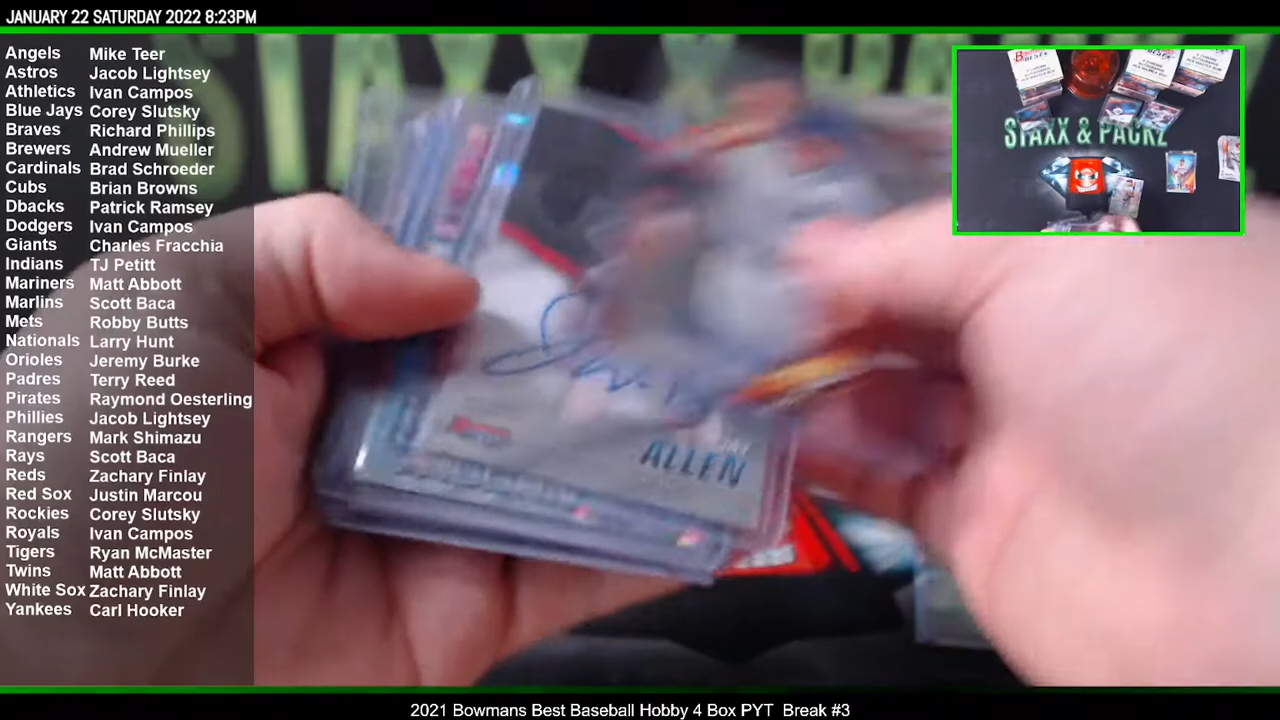 JANUARY 22 SATURDAY 2022 8:23PM
Angels Mike Teer
Astros Jacob Lightsey
Athletics Ivan Campos
Blue Jays Corey Slutsky
Braves Richard Phillips
Brewers Andrew Mueller
Cardinals Brad Schroeder
Cubs Brian Browns
Dbacks Patrick Ramsey
Dodgers Ivan Campos
Giants Charles Fracchia
Indians TJ Petitt
Mariners Matt Abbott
Marlins Scott Baca
Mets Robby Butts
Nationals Larry Hunt
Orioles Jeremy Burke
Padres Terry Reed
Pirates Raymond Oesterling
Phillies Jacob Lightsey
Rangers Mark Shimazu
Rays Scott Baca
Reds Zachary Finlay
Red Sox Justin Marcou
Rockies Corey Slutsky
Royals Ivan Campos
Tigers Ryan McMaster
Twins Matt Abbott
White Sox Zachary Finlay
Yankees Carl Hooker
STAXX & PACKZ
ALLEN
2021 Bowmans Best Baseball Hobby 4 Box PYT Break #3